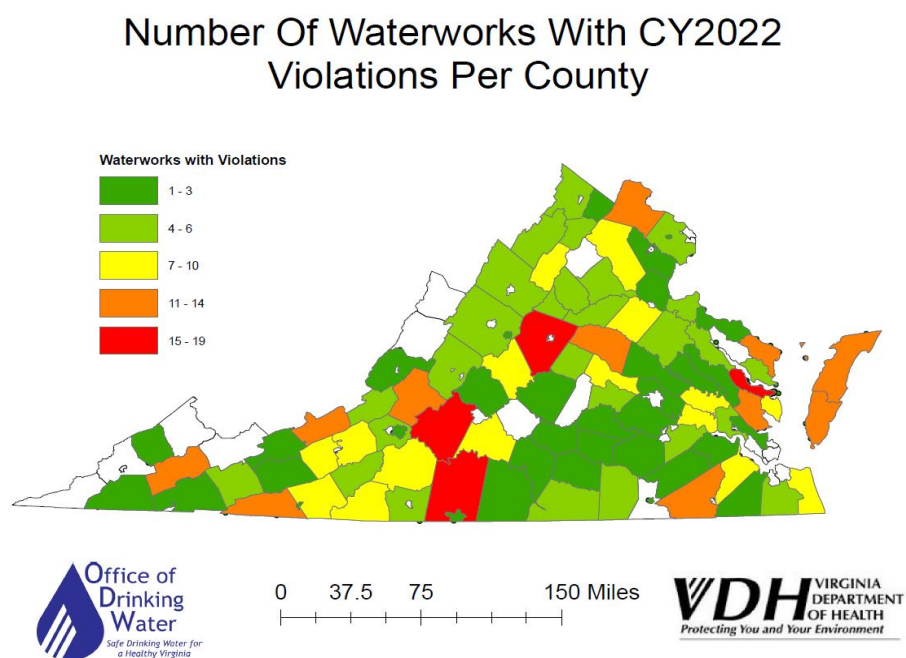 Number Of Waterworks With CY2022
Violations Per County
Waterworks with Violations
1 - 3
4 - 6
7 - 10
11 - 14
15 - 19
Office of
Drinking
Water
Safe Drinking Water for
a Healthy Virginia
0 37.5 75 150 Miles
VDH VIRGINIA
DEPARTMENT
OF HEALTH
Protecting You and Your Environment